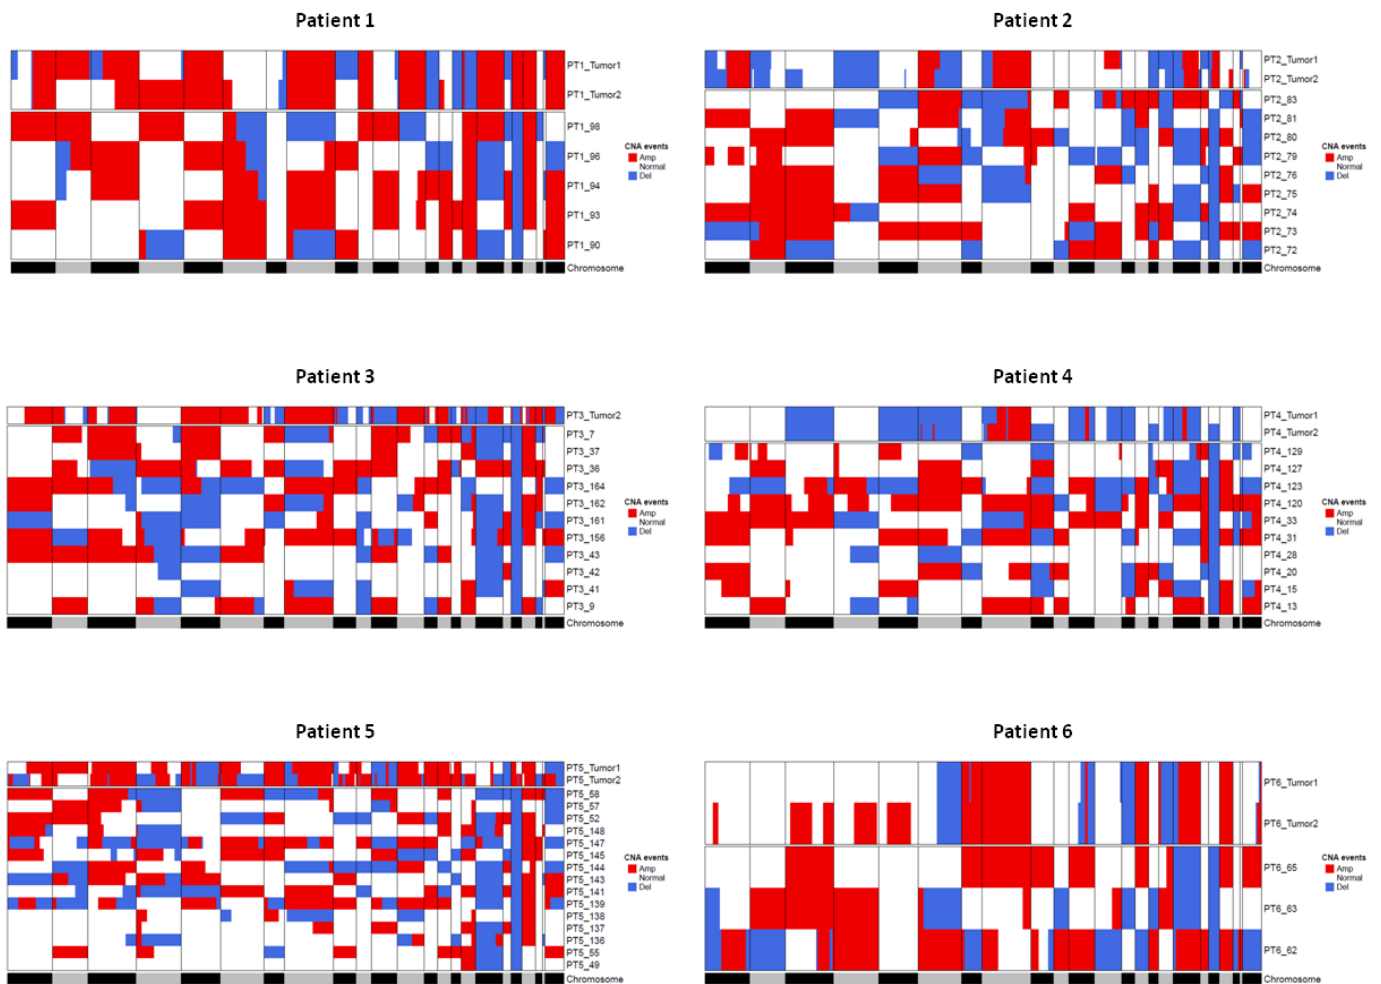 Patient 1
PT1_Tumor1
PT1_Tumor2
PT1_98
PT1_96
PT1_94
PT1_93
PT1_90
Chromosome
CNA events
Amp
Normal
Del
Patient 2
PT2_Tumor1
PT2_Tumor2
PT2_83
PT2_81
PT2_80
PT2_79
PT2_76
PT2_75
PT2_74
PT2_73
PT2_72
Chromosome
CNA events
Amp
Normal
Del
Patient 3
PT3_Tumor2
PT3_7
PT3_37
PT3_36
PT3_164
PT3_162
PT3_161
PT3_156
PT3_43
PT3_42
PT3_41
PT3_9
Chromosome
CNA events
Amp
Normal
Del
Patient 4
PT4_Tumor1
PT4_Tumor2
PT4_129
PT4_127
PT4_123
PT4_120
PT4_33
PT4_31
PT4_28
PT4_20
PT4_15
PT4_13
Chromosome
CNA events
Amp
Normal
Del
Patient 5
PT5_Tumor1
PT5_Tumor2
PT5_58
PT5_57
PT5_52
PT5_148
PT5_147
PT5_145
PT5_144
PT5_143
PT5_141
PT5_139
PT5_138
PT5_137
PT5_136
PT5_55
PT5_49
Chromosome
CNA events
Amp
Normal
Del
Patient 6
PT6_Tumor1
PT6_Tumor2
PT6_65
PT6_63
PT6_62
Chromosome
CNA events
Amp
Normal
Del